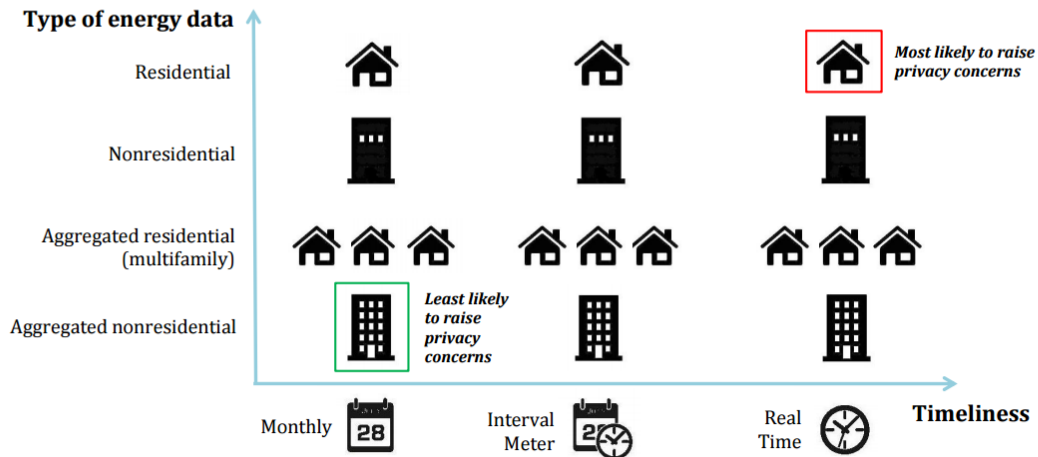 Type of energy data
Residential
Most likely to raise
privacy concerns
Nonresidential
Aggregated residential
(multifamily)
Aggregated nonresidential
Least likely
to raise
privacy
concerns
Monthly
28
Interval
Meter
Real
Time
Timeliness